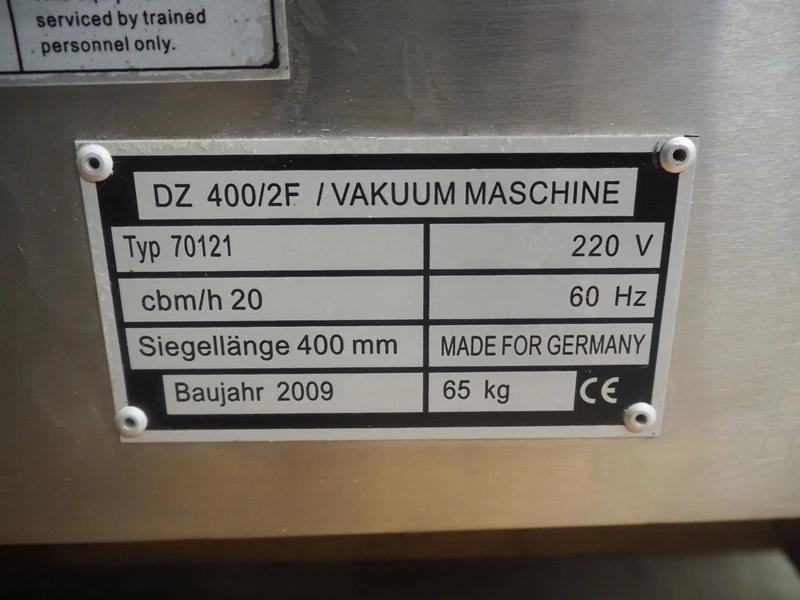 serviced by trained
personnel only.
DZ 400/2F / VAKUUM MASCHINE
Typ 70121 220 V
cbm/h 20 60 Hz
Siegellänge 400 mm MADE FOR GERMANY
Baujahr 2009 65 kg CE